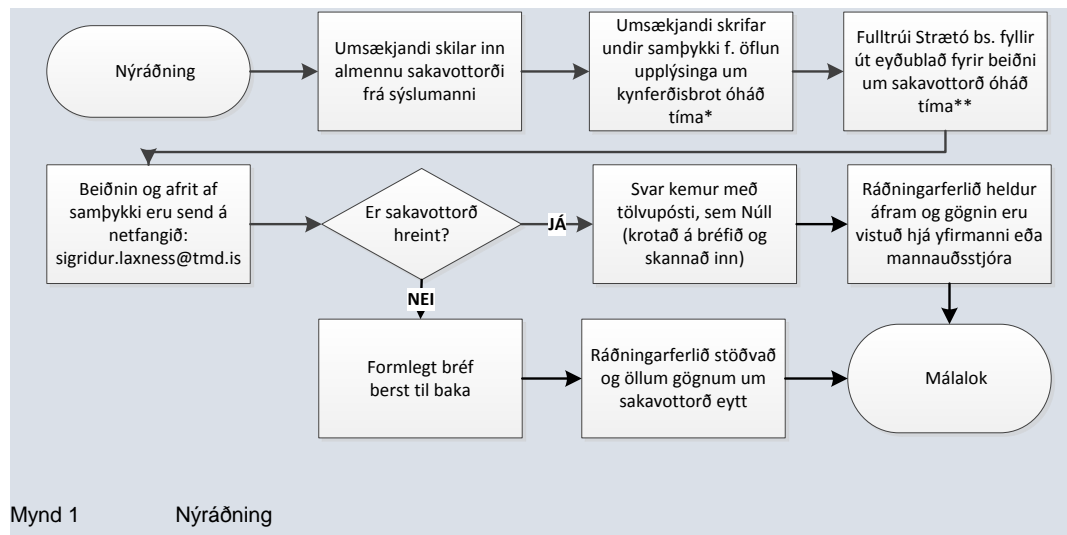 Nýráðning
Umsækjandi skilar inn
almennu sakavottorði
frá sýslumanni
Umsækjandi skrifar
undir samþykki f. öflun
upplýsinga um
kynferðisbrot óháð
tíma*
Fulltrúi Strætó bs. fyllir
út eyðublað fyrir beiðni
um sakavottorð óháð
tíma**
Beiðnin og afrit af
samþykki eru send á
netfangið:
sigridur.laxness@tmd.is
Er sakavottorð
hreint?
JÁ
Svar kemur með
tölvupósti, sem Núll
(krotað á bréfið og
skannað inn)
Ráðningarferlið heldur
áfram og gögnin eru
vistuð hjá yfirmanni eða
mannauðsstjóra
NEI
Formlegt bréf
berst til baka
Ráðningarferlið stöðvað
og öllum gögnum um
sakavottorð eytt
Málalok
Mynd 1 Nýráðning